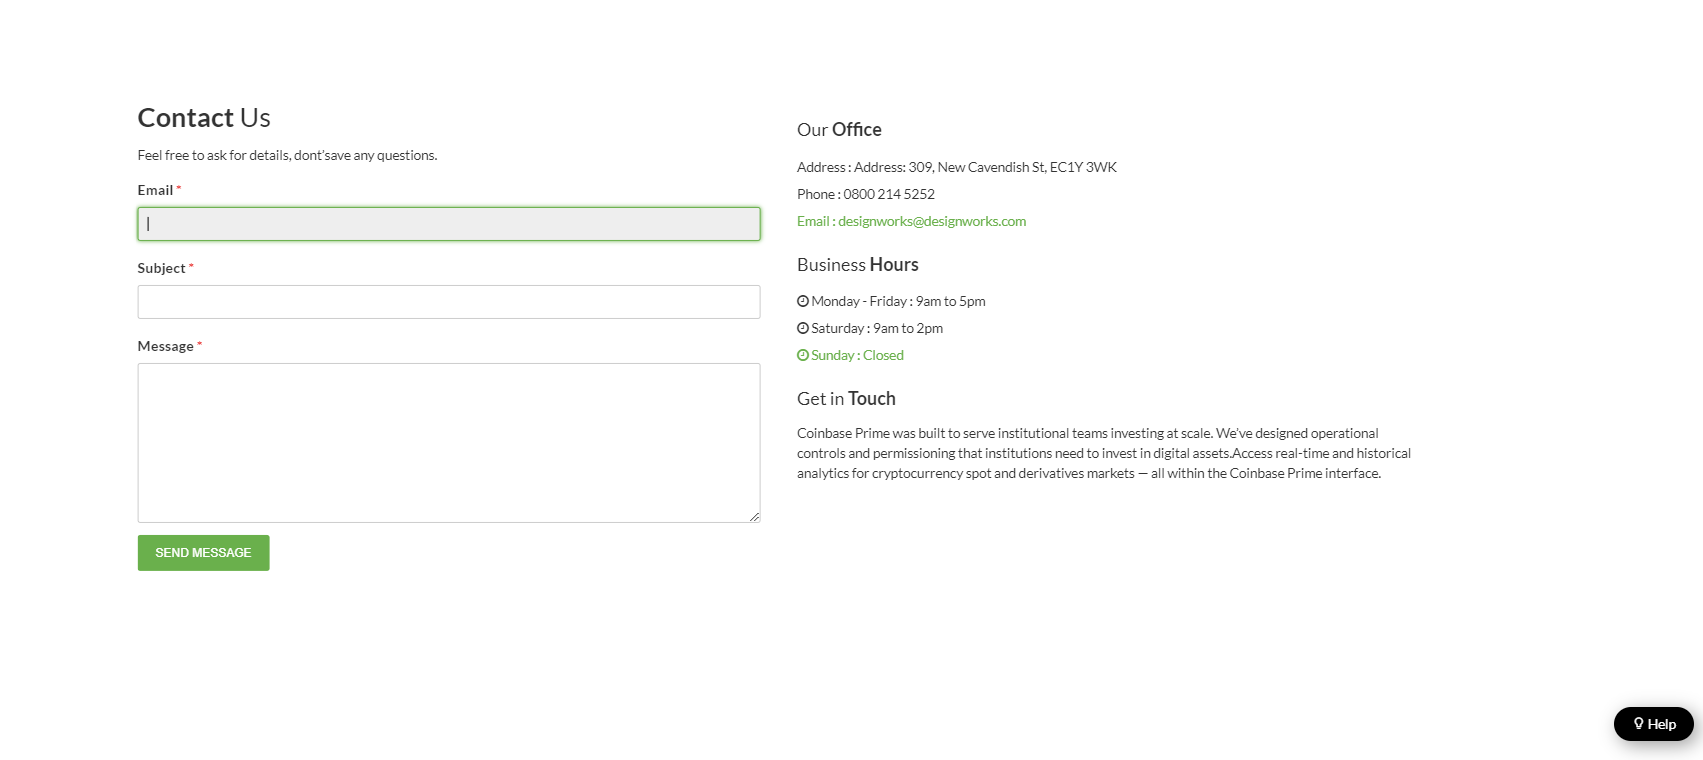 Contact Us
Feel free to ask for details, dont'save any questions.
Email *
Subject *
Message *
SEND MESSAGE
Our Office
Address : Address: 309, New Cavendish St, EC1Y 3WK
Phone : 0800 214 5252
Email : designworks@designworks.com
Business Hours
Monday - Friday : 9am to 5pm
Saturday : 9am to 2pm
Sunday : Closed
Get in Touch
Coinbase Prime was built to serve institutional teams investing at scale. We've designed operational
controls and permissioning that institutions need to invest in digital assets.Access real-time and historical
analytics for cryptocurrency spot and derivatives markets — all within the Coinbase Prime interface.
Help